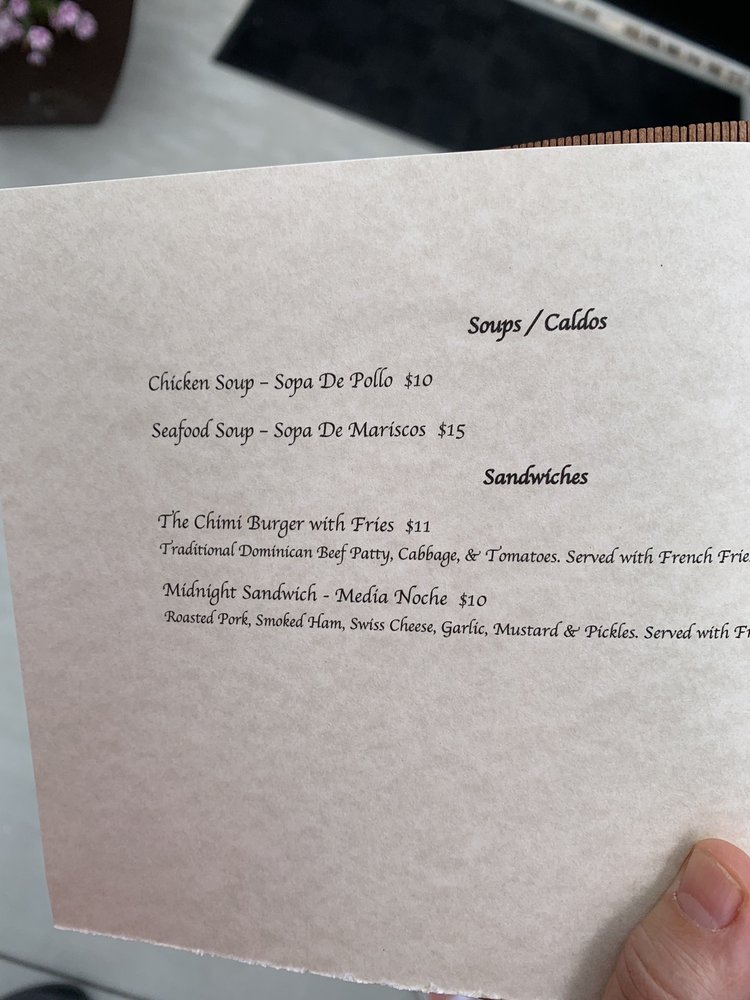 Soups / Caldos
Chicken Soup – Sopa De Pollo $10
Seafood Soup – Sopa De Mariscos $15
Sandwiches
The Chimi Burger with Fries $11
Traditional Dominican Beef Patty, Cabbage, & Tomatoes. Served with French Frie
Midnight Sandwich - Media Noche $10
Roasted Pork, Smoked Ham, Swiss Cheese, Garlic, Mustard & Pickles. Served with Fr